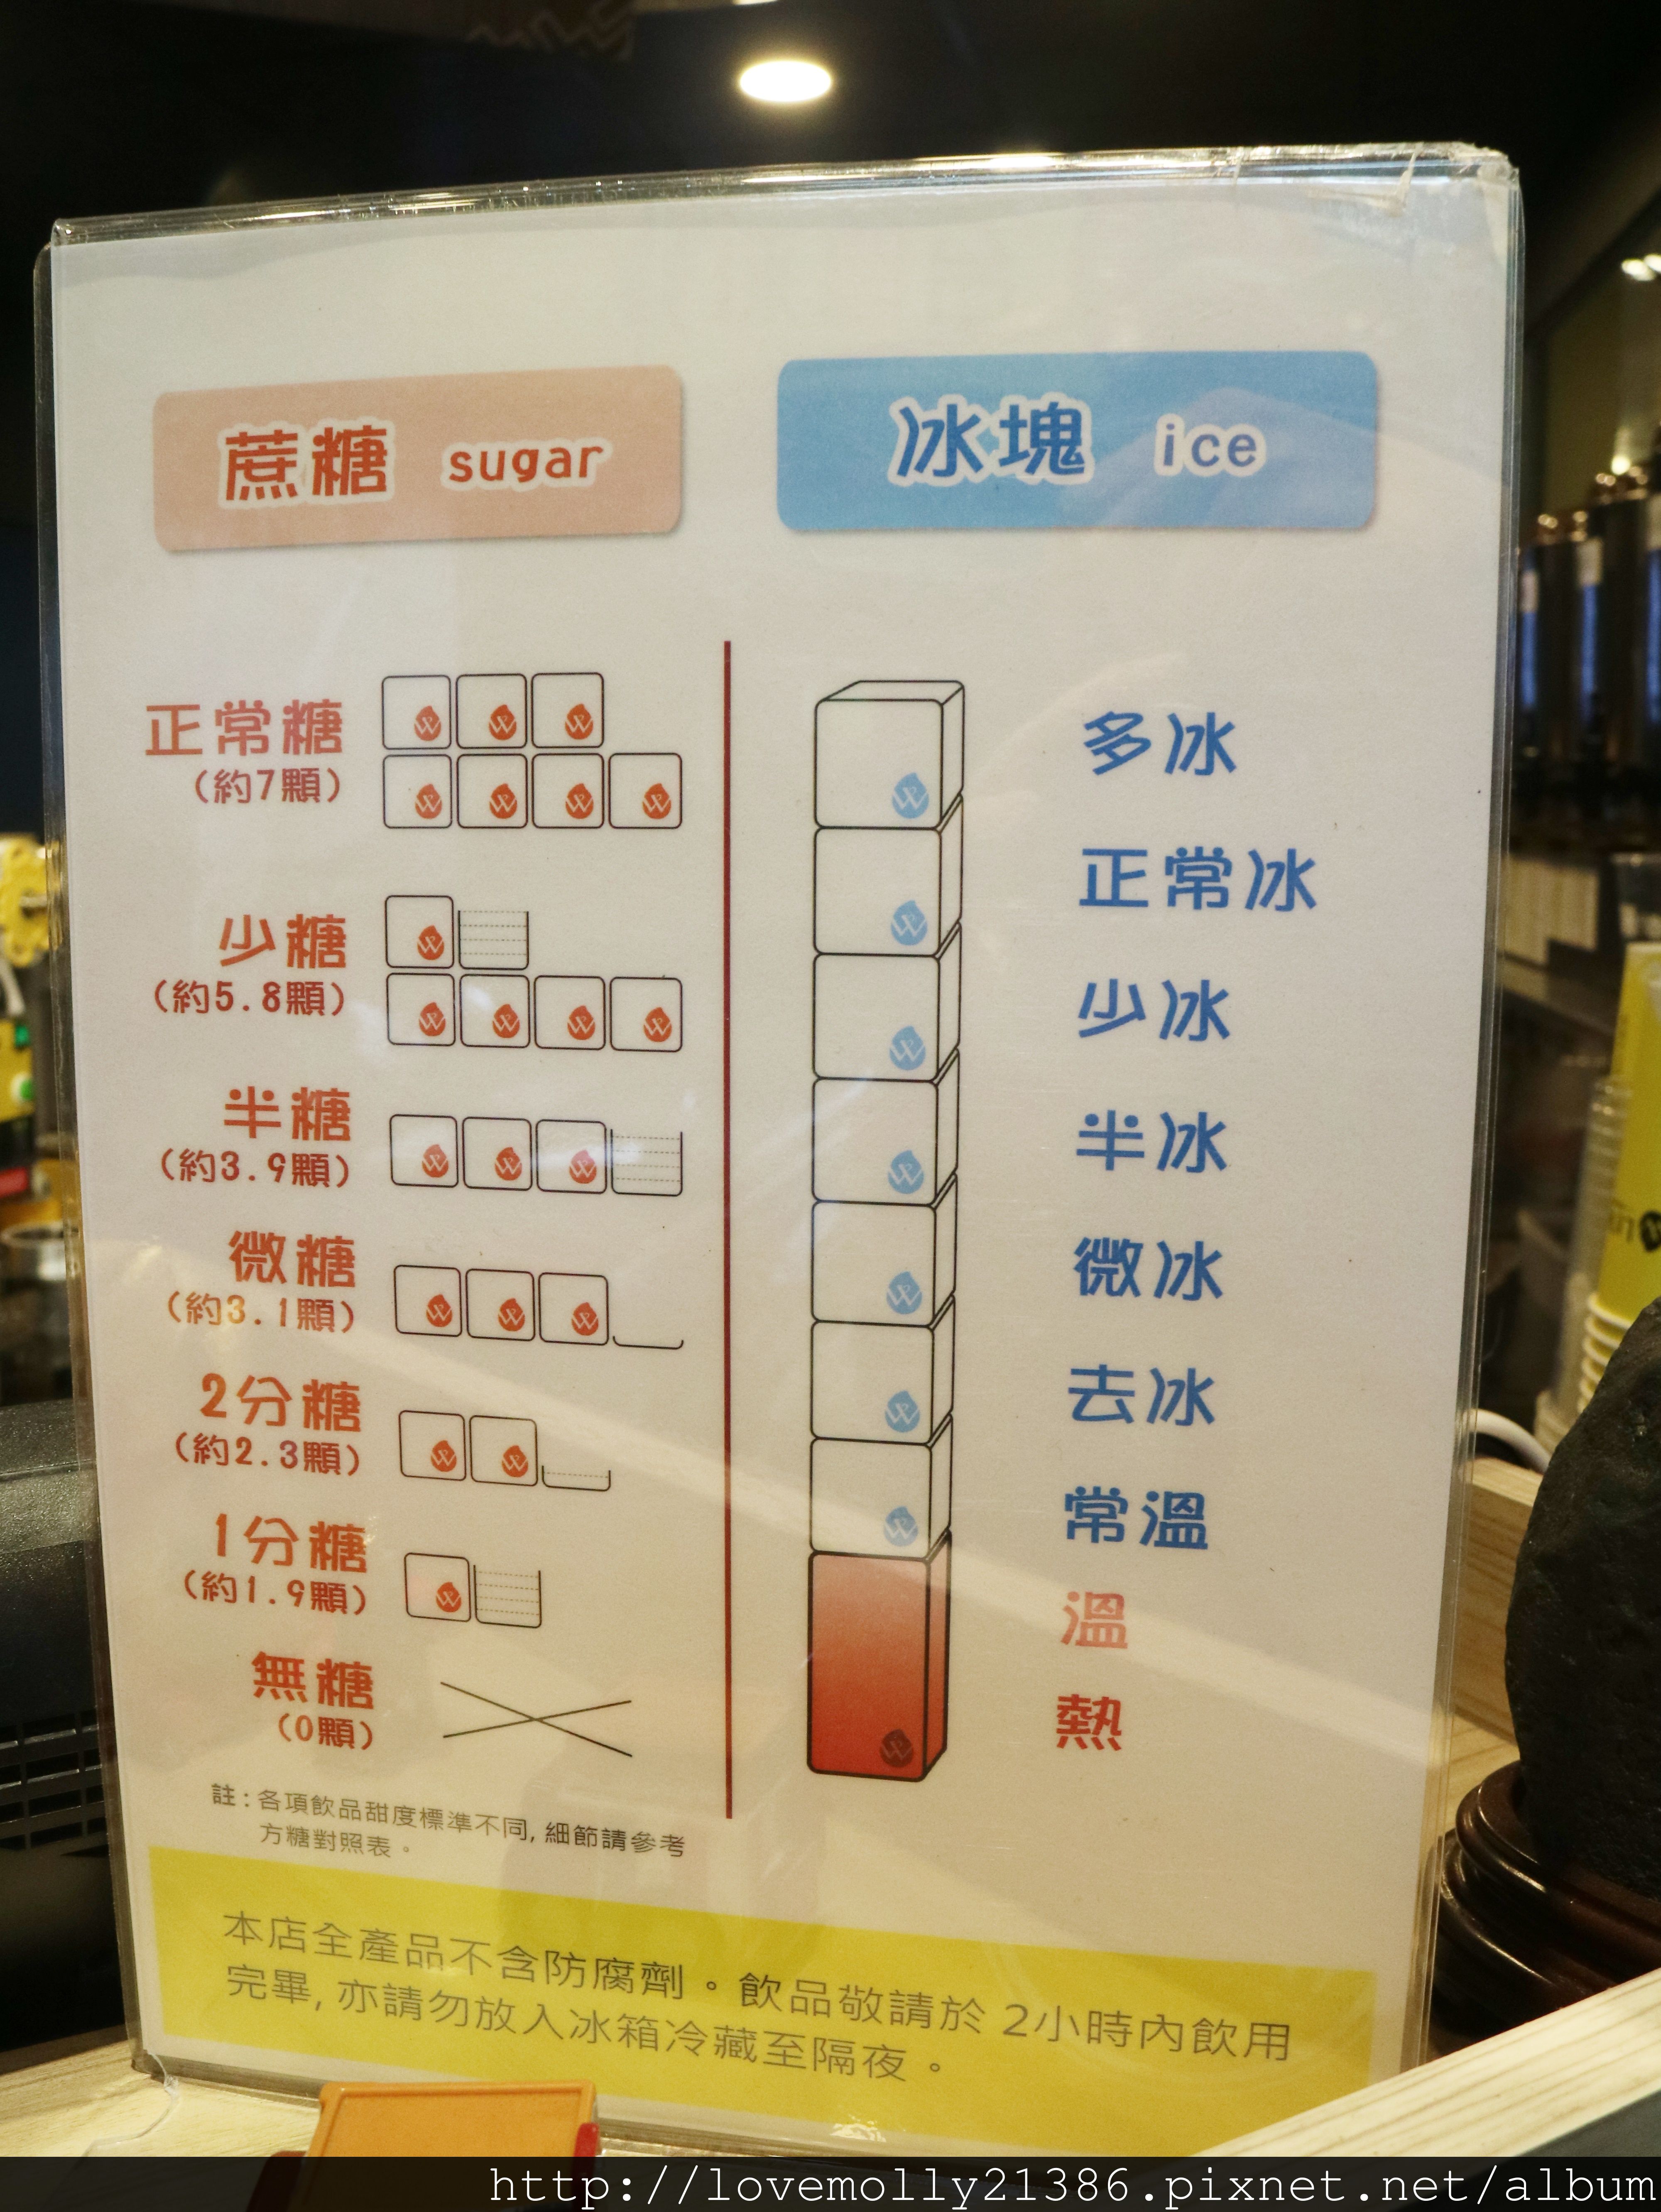 蔗糖 sugar
正常糖
(約7顆)
少糖
(約5.8顆)
半糖
(約3.9顆)
微糖
(約3.1顆)
2分糖
(約2.3顆)
1分糖
(約1.9顆)
無糖
(0顆)
註:各項飲品甜度標準不同,細節請參考
方糖對照表。
冰塊 ice
多冰
正常冰
少冰
半冰
微冰
去冰
常溫
溫
熱
本店全產品不含防腐劑。飲品敬請於 2小時內飲用
完畢,亦請勿放入冰箱冷藏至隔夜。
http://lovemolly21386.pixnet.net/album